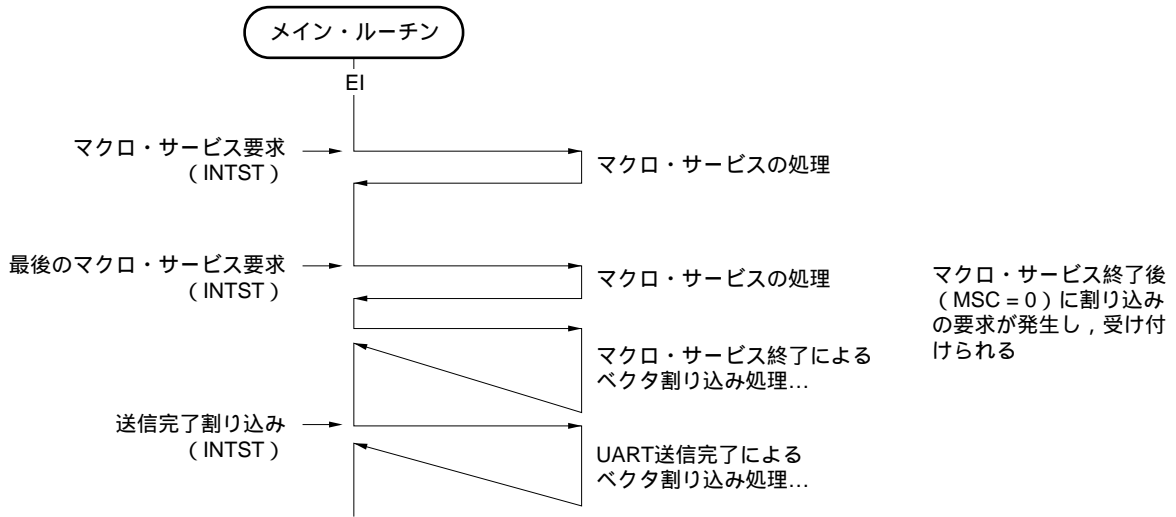 メイン・ルーチン
EI
マクロ・サービス要求
（INTST）
マクロ・サービスの処理
最後のマクロ・サービス要求
（INTST）
マクロ・サービスの処理
マクロ・サービス終了後
（MSC = 0）に割り込み
の要求が発生し，受け付
けられる
マクロ・サービス終了による
ベクタ割り込み処理…
送信完了割り込み
（INTST）
UART送信完了による
ベクタ割り込み処理…